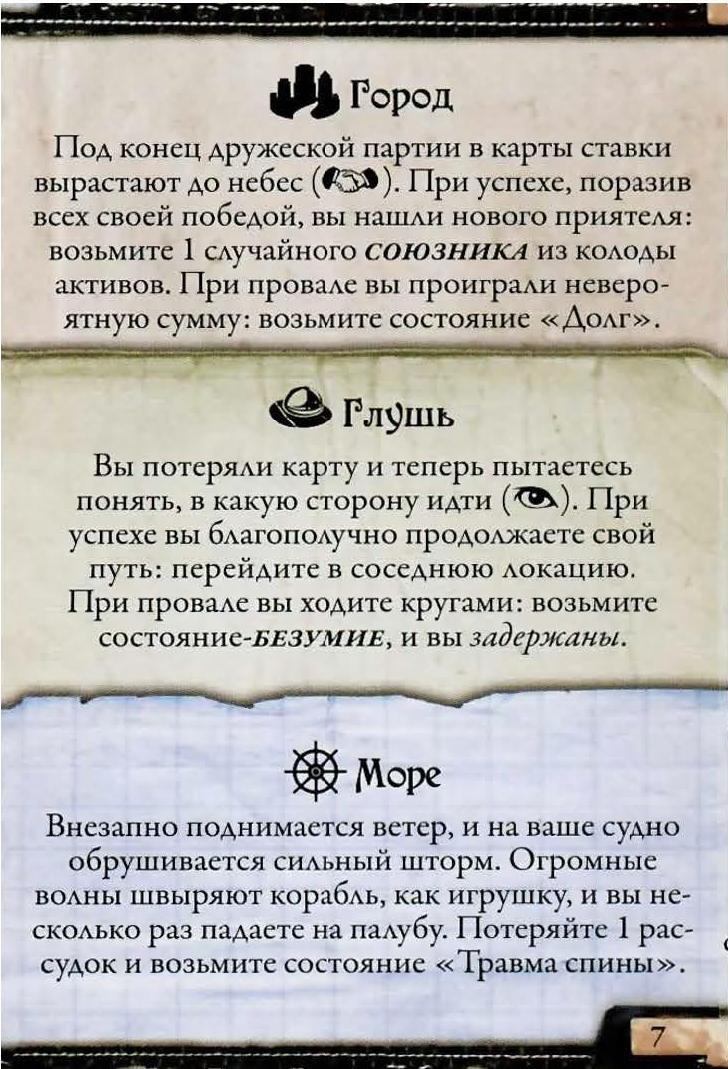 Город
Под конец дружеской партии в карты ставки
вырастают до небес ( ). При успехе, поразив
всех своей победой, вы нашли нового приятеля:
возьмите 1 случайного СОЮЗНИКА из колоды
активов. При провале вы проиграли неверо-
ятную сумму: возьмите состояние «Долг».
Глушь
Вы потеряли карту и теперь пытаетесь
понять, в какую сторону идти ( ). При
успехе вы благополучно продолжаете свой
путь: перейдите в соседнюю локацию.
При провале вы ходите кругами: возьмите
состояние-БЕЗУМИЕ, и вы задержаны.
Море
Внезапно поднимается ветер, и на ваше судно
обрушивается сильный шторм. Огромные
волны швыряют корабль, как игрушку, и вы не-
сколько раз падаете на палубу. Потеряйте 1 рас-
судок и возьмите состояние «Травма спины».
7